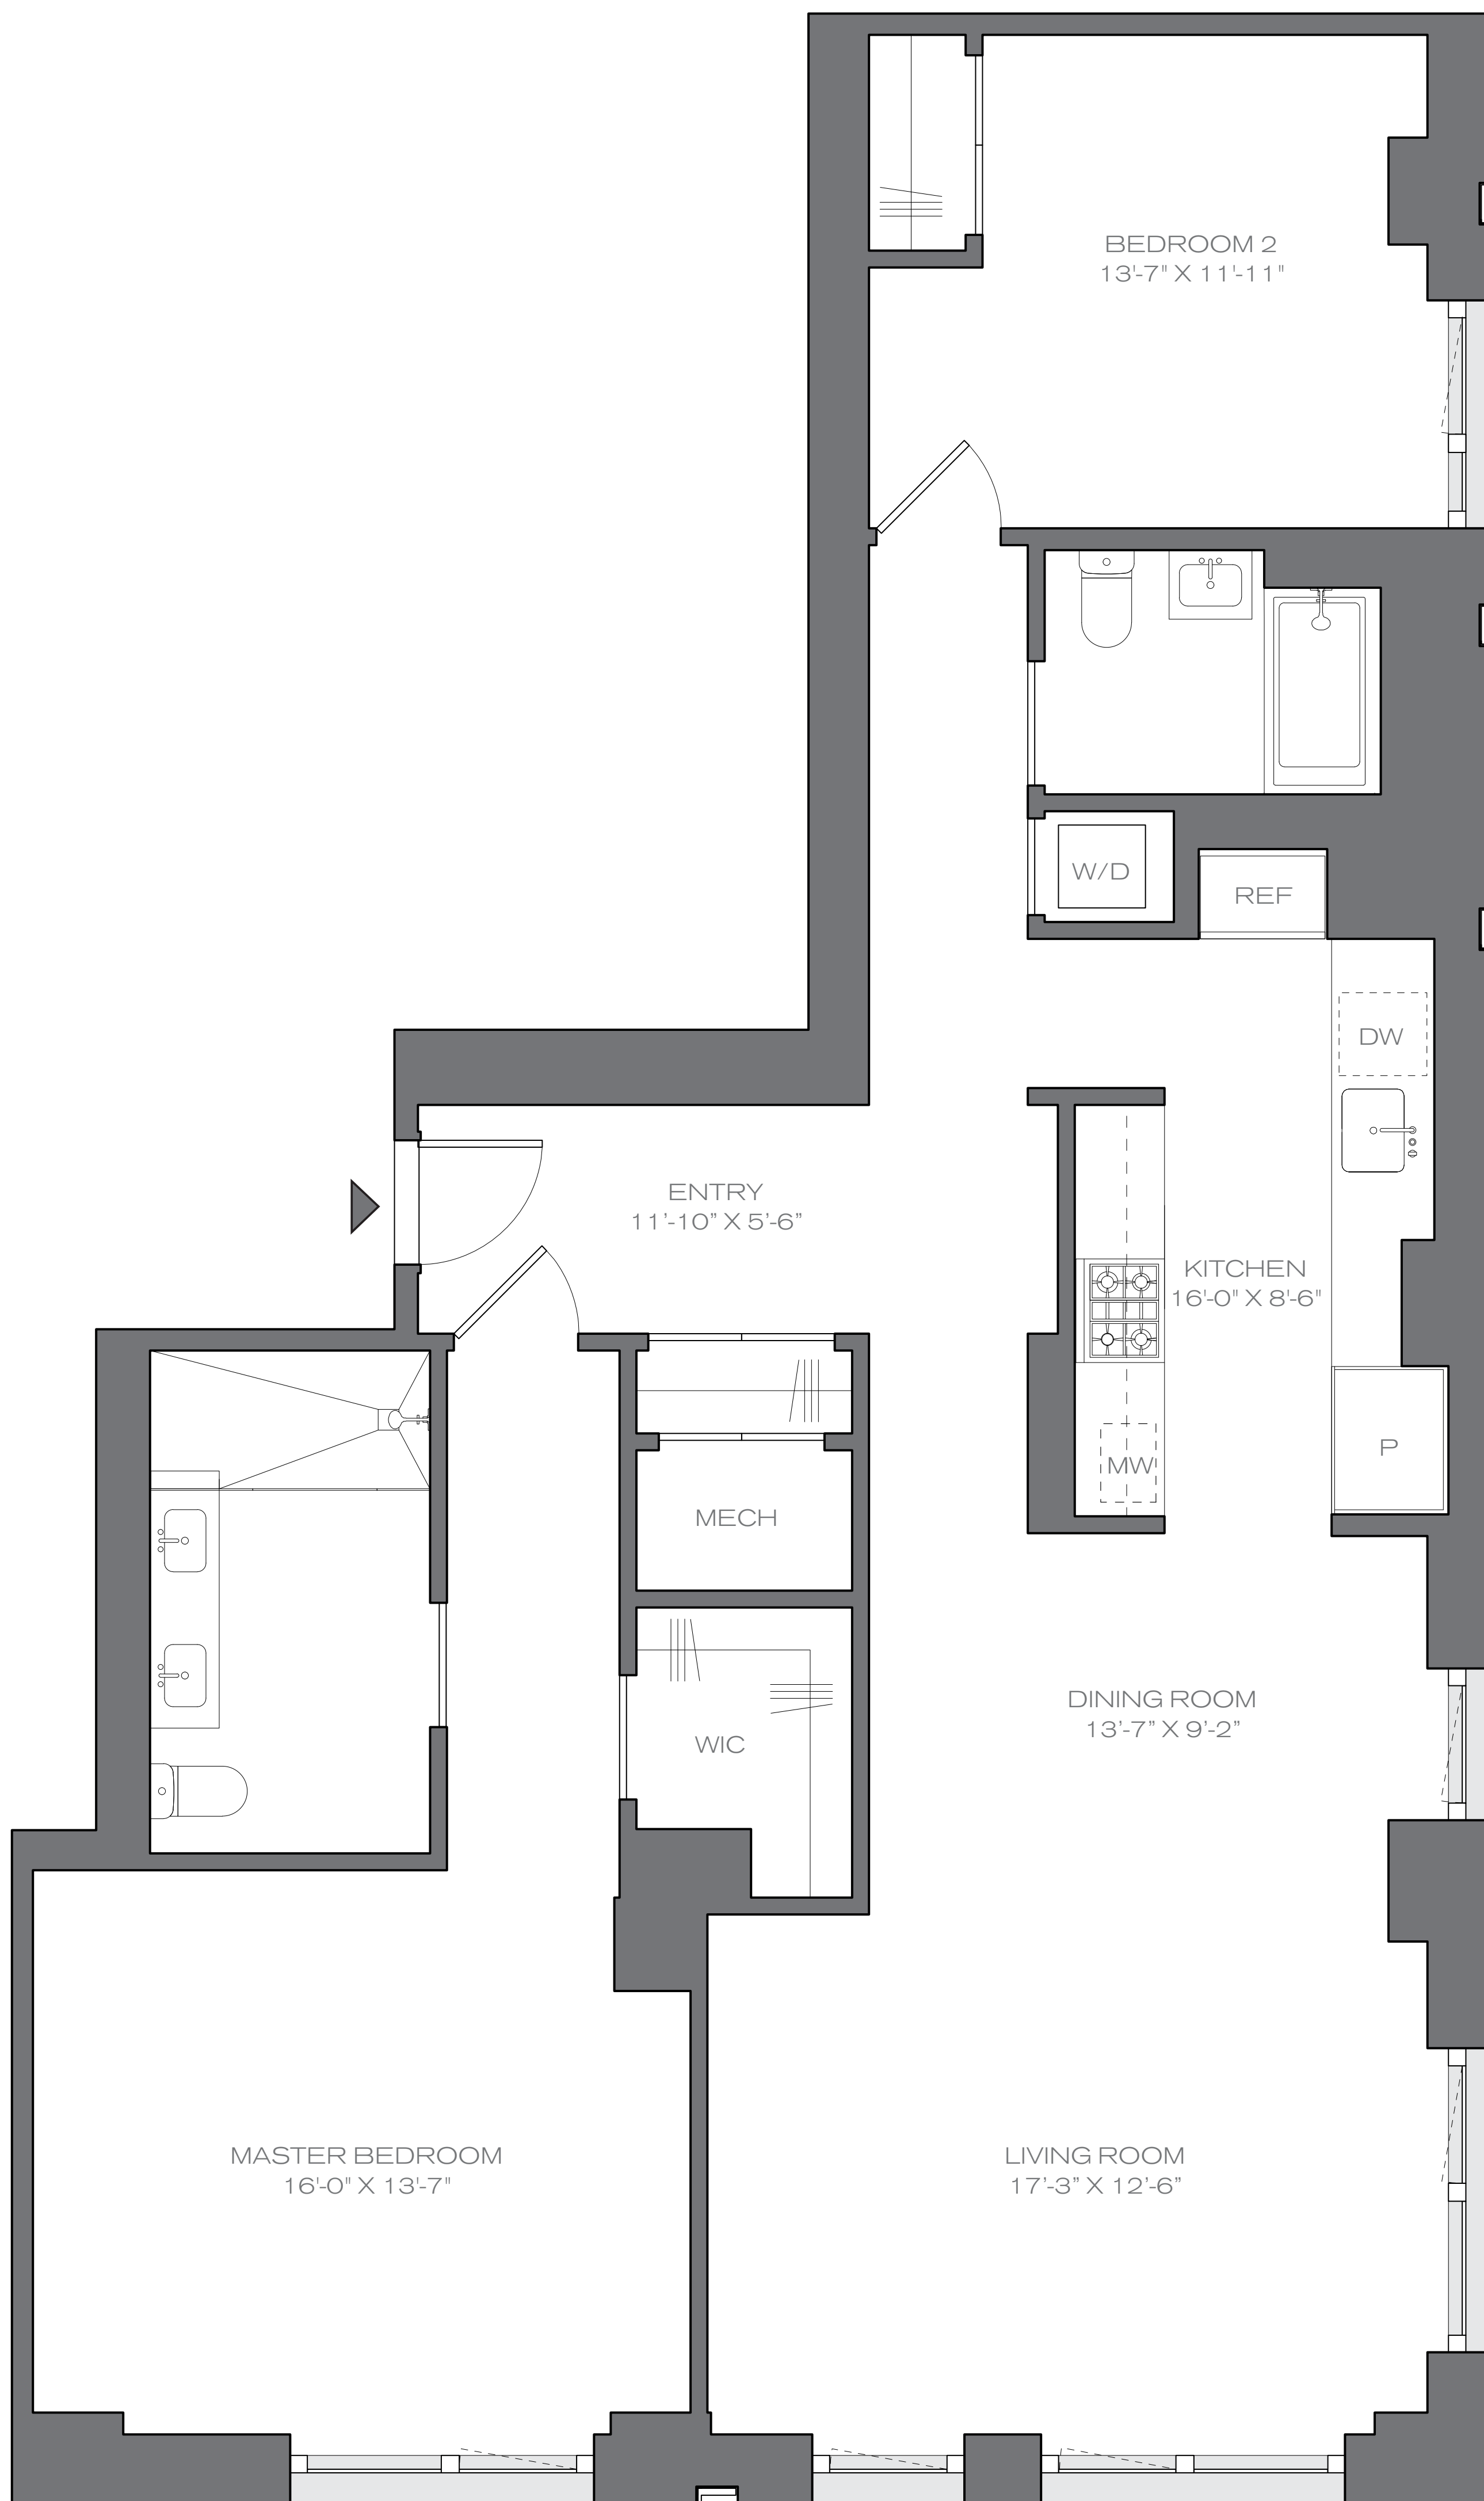 BEDROOM 2
13'-7" X 11'-11"
W/D
REF
DW
ENTRY
11’-10” X 5’-6”
KITCHEN
16'-0" X 8'-6"
P
MW
MECH
DINING ROOM
13’-7” X 9’-2”
WIC
MASTER BEDROOM
16'-0" X 13'-7"
LIVING ROOM
17’-3” X 12’-6”